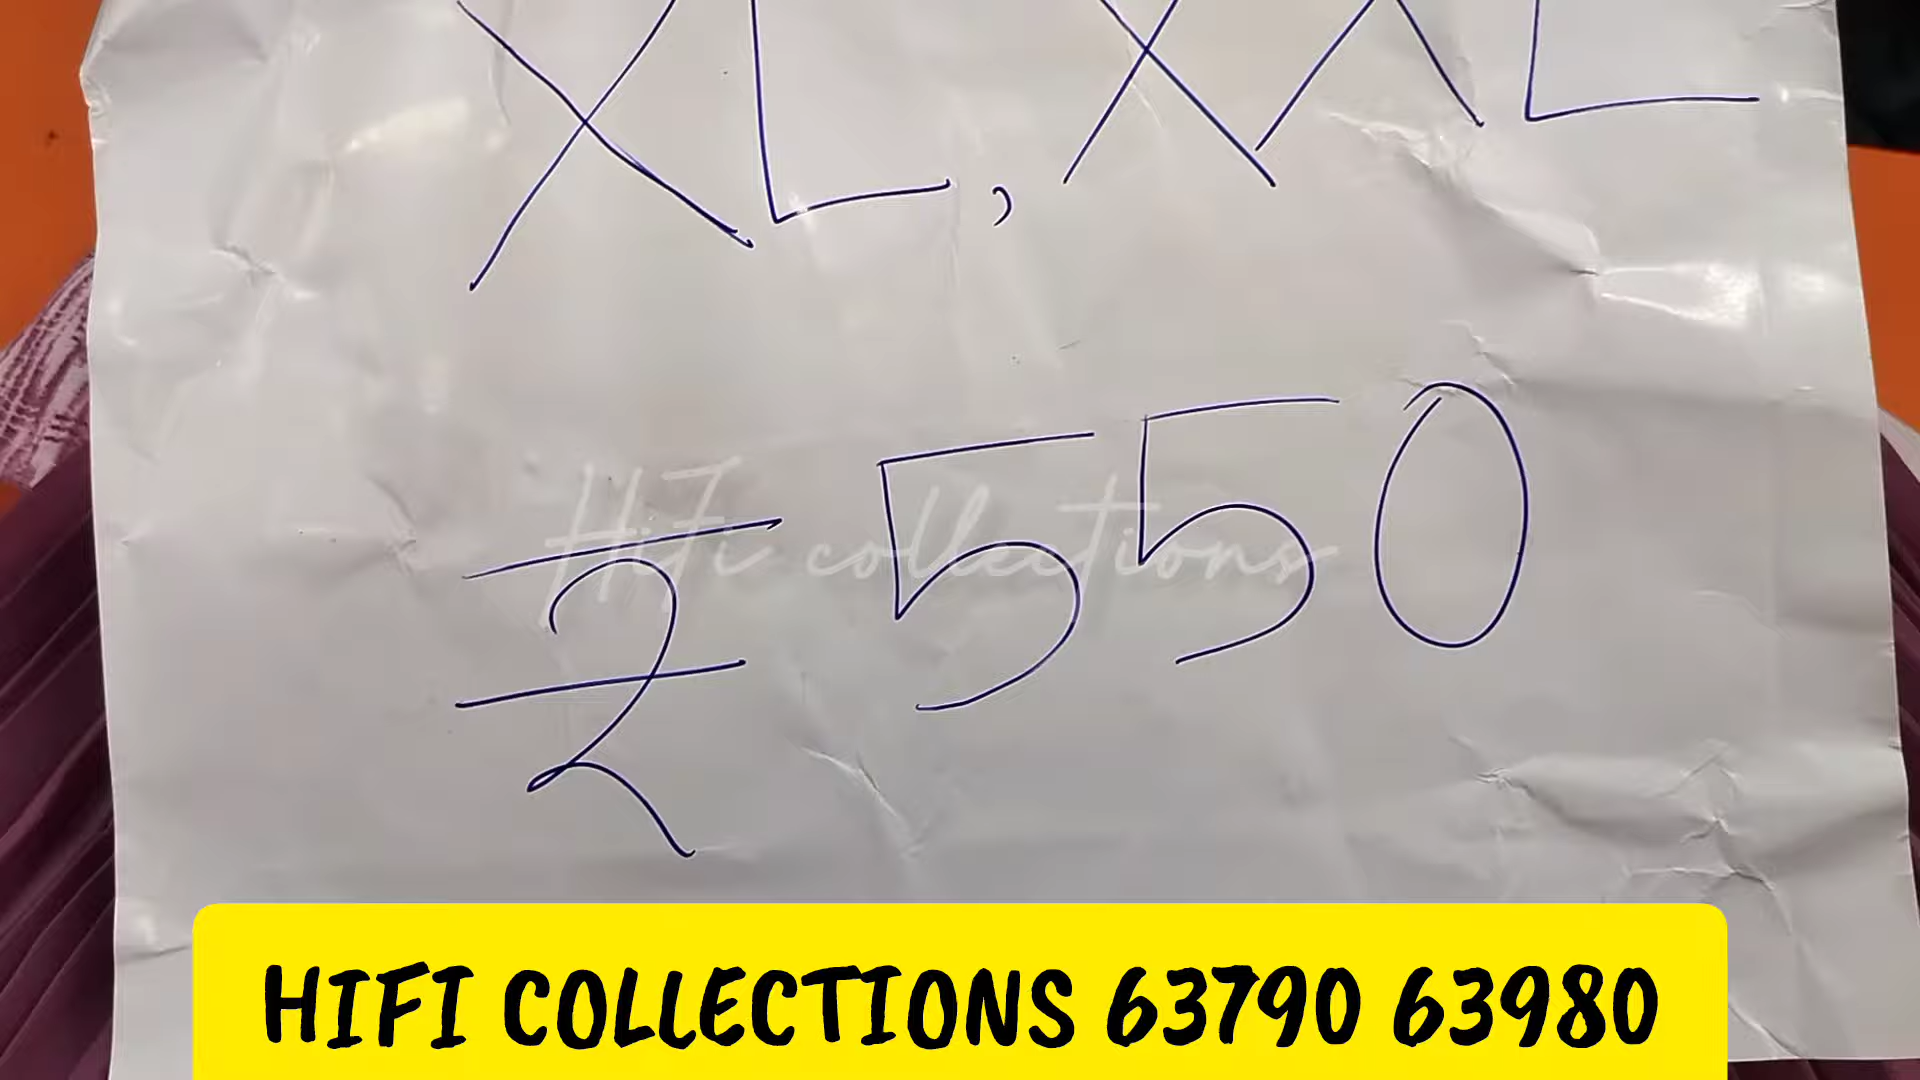 XL, XXL
₹ 550
HiFi collections
HIFI COLLECTIONS 63790 63980